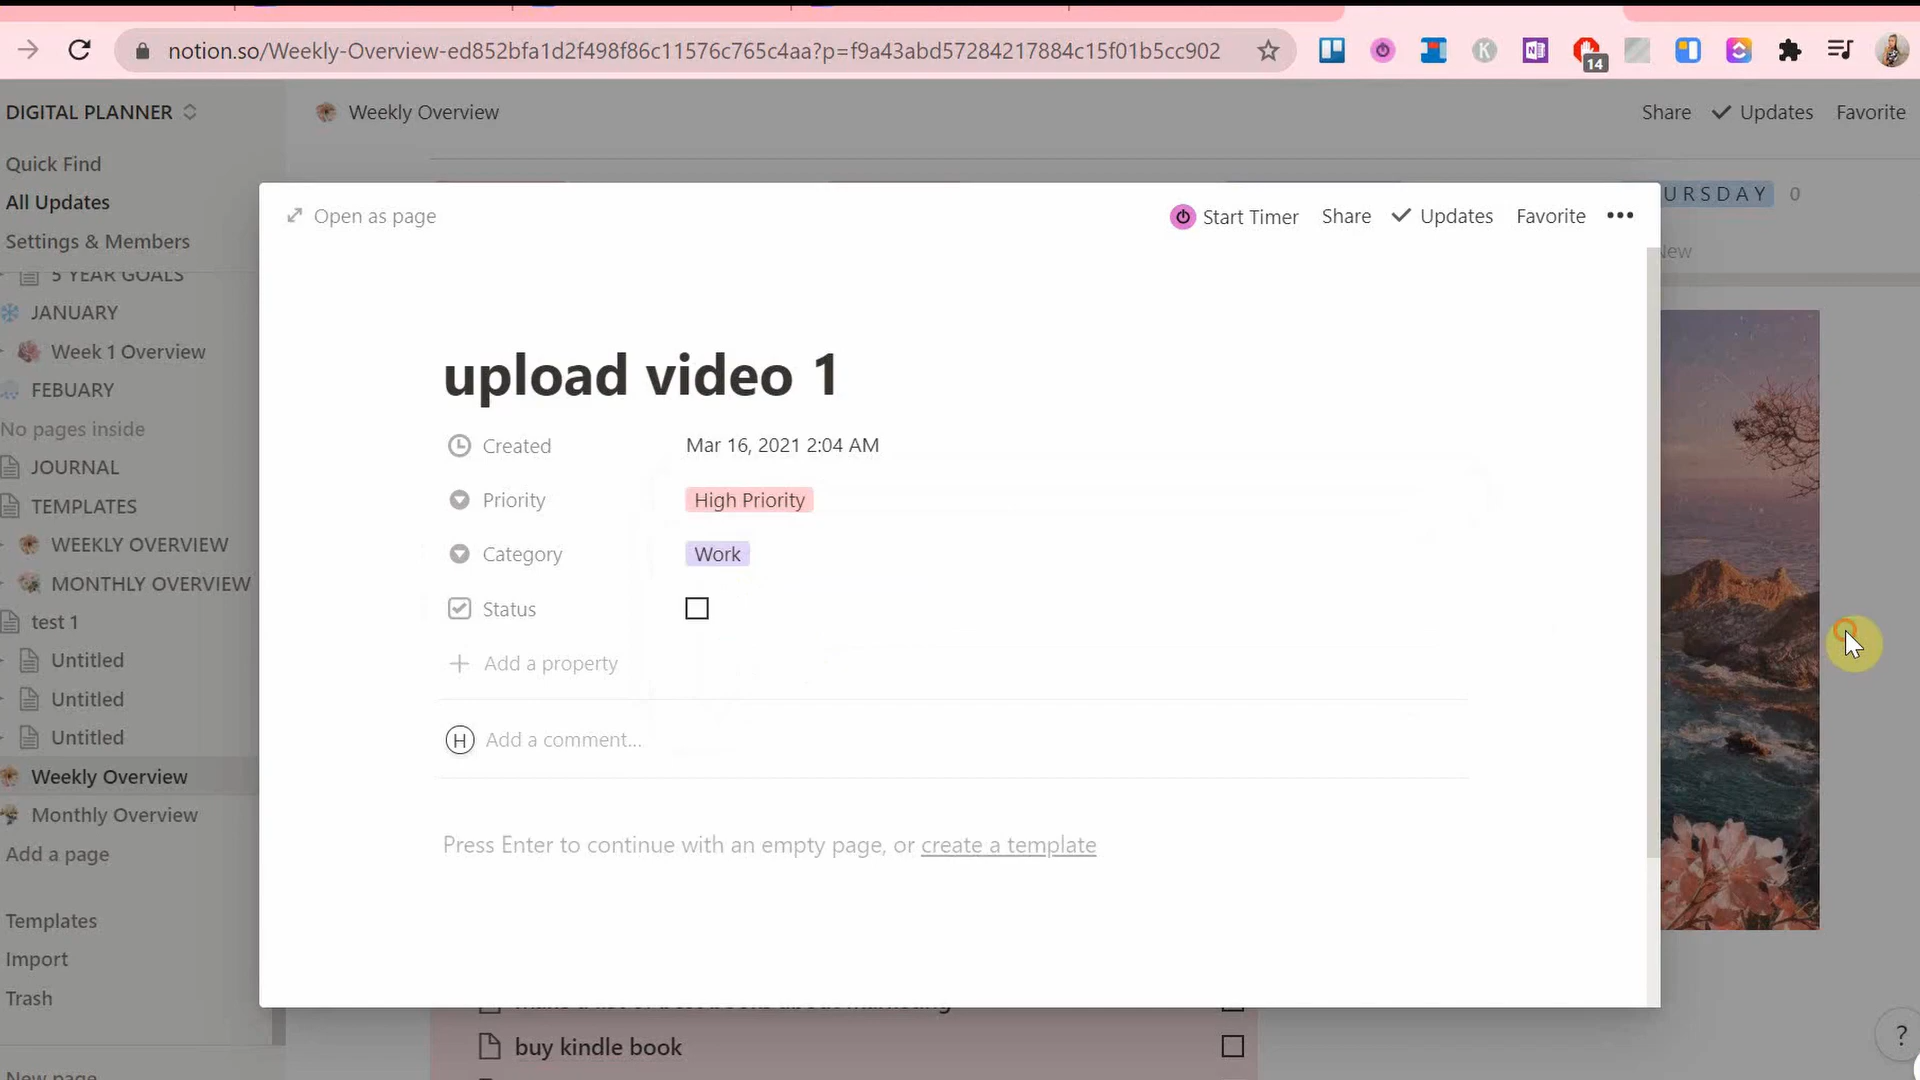 notion.so/Weekly-Overview-ed852bfa1d2f498f86c11576c765c4aa?p=f9a43abd57284217884c15f01b5cc902
14
DIGITAL PLANNER
Weekly Overview
Share
Updates
Favorite
Quick Find
All Updates
Settings & Members
5 YEAR GOALS
JANUARY
Week 1 Overview
FEBUARY
No pages inside
JOURNAL
TEMPLATES
WEEKLY OVERVIEW
MONTHLY OVERVIEW
test 1
Untitled
Untitled
Untitled
Weekly Overview
Monthly Overview
Add a page
Templates
Import
Trash
New page
URSDAY 0
New
Open as page
Start Timer
Share
Updates
Favorite
upload video 1
Created Mar 16, 2021 2:04 AM
Priority High Priority
Category Work
Status
Add a property
H Add a comment...
Press Enter to continue with an empty page, or create a template
buy kindle book
?